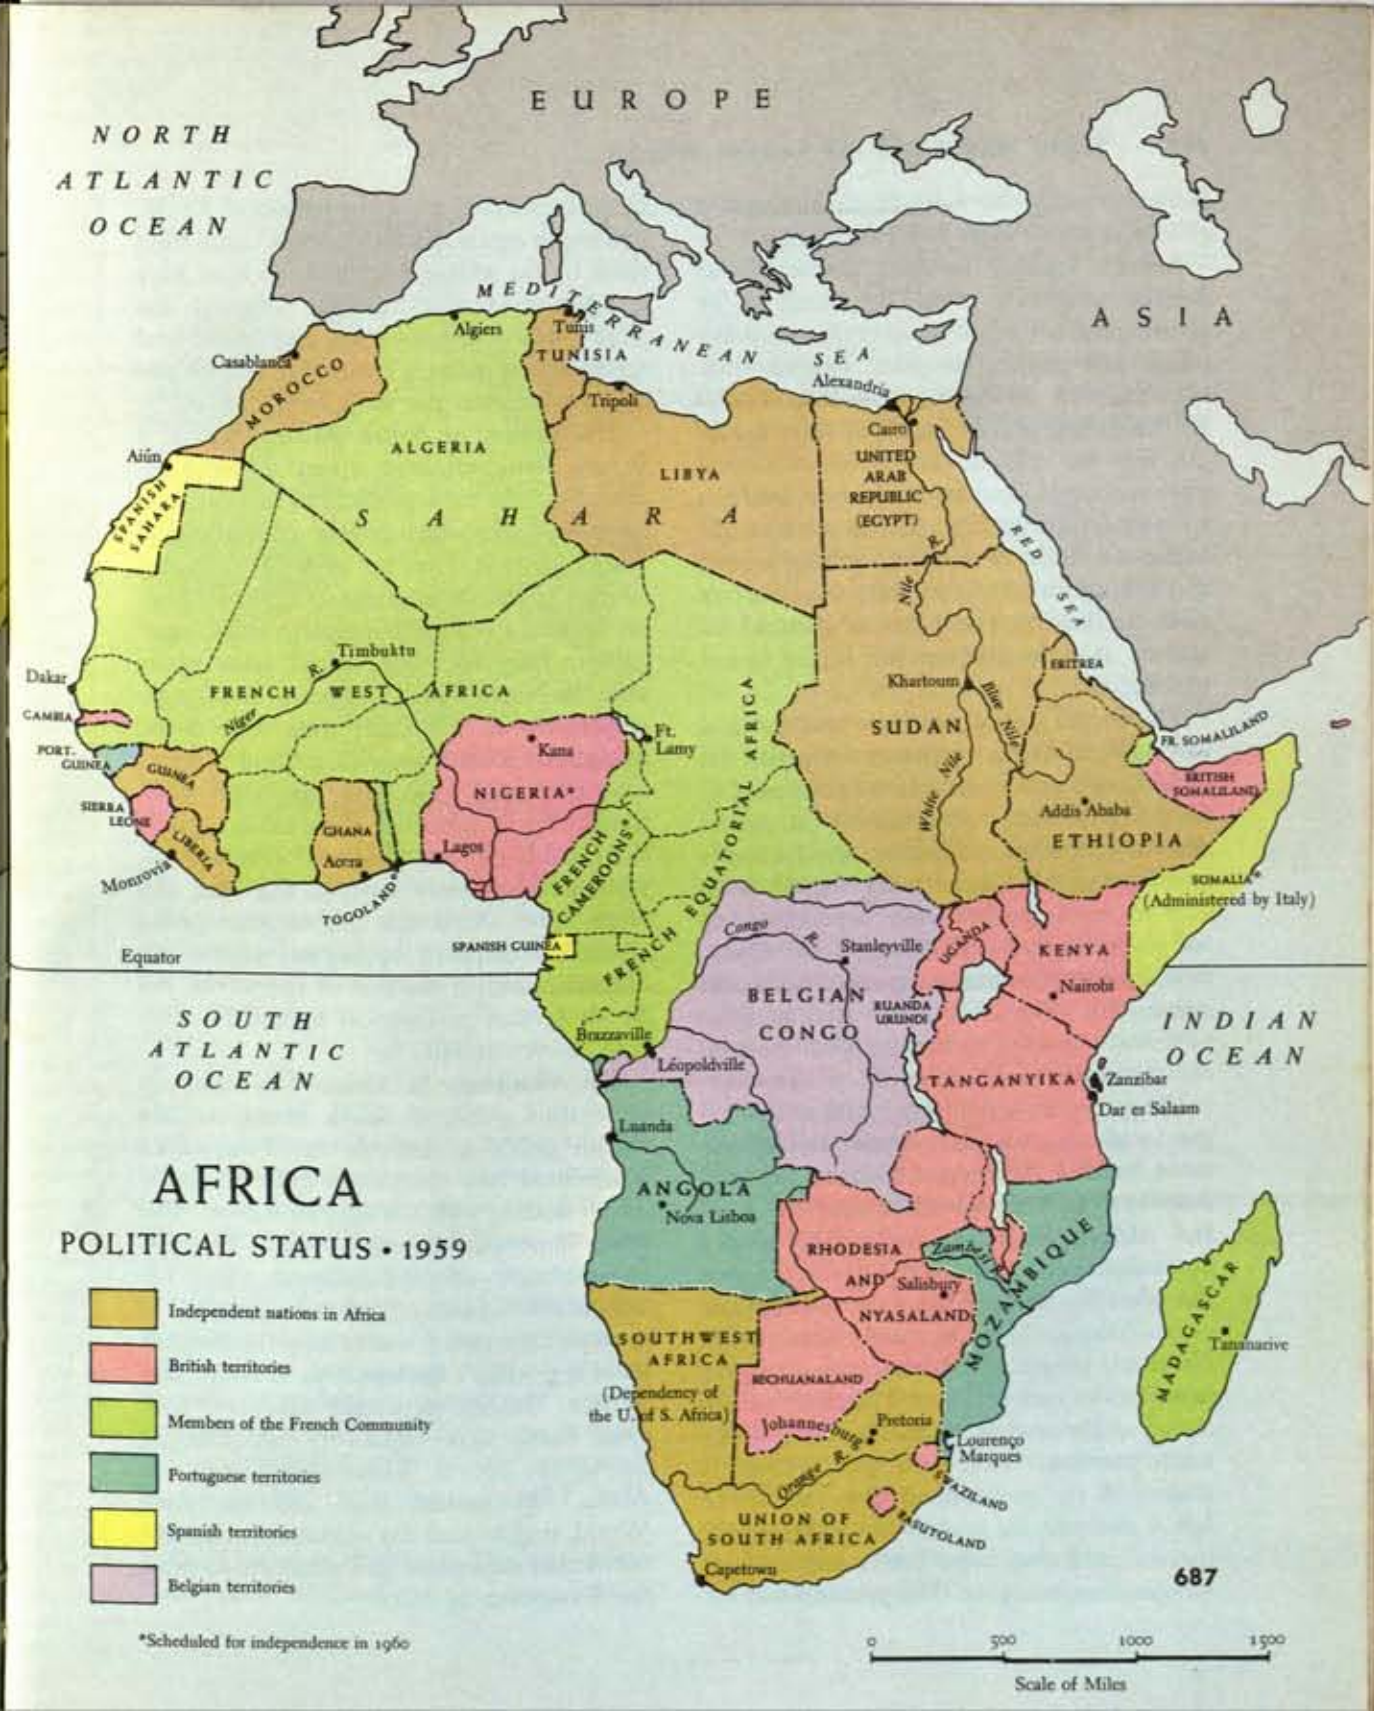 EUROPE
NORTH
ATLANTIC
OCEAN
ASIA
MEDITERRANEAN SEA
Algiers
Tunis
TUNISIA
Casablanca
MOROCCO
Tripoli
Alexandria
Cairo
ALGERIA
LIBYA
UNITED
ARAB
REPUBLIC
(EGYPT)
Aiún
SPANISH
SAHARA
SAHARA
Nile R.
RED SEA
Timbuktu
Dakar
FRENCH WEST AFRICA
Niger R.
GAMBIA
PORT.
GUINEA
GUINEA
SIERRA
LEONE
LIBERIA
Monrovia
GHANA
Accra
TOGOLAND*
Kana
NIGERIA*
Lagos
Ft.
Lamy
FRENCH
CAMEROONS*
FRENCH EQUATORIAL AFRICA
Khartoum
SUDAN
Blue Nile
White Nile
ERITREA
FR. SOMALILAND
BRITISH
SOMALILAND
Addis Ababa
ETHIOPIA
SOMALIA*
(Administered by Italy)
SPANISH GUINEA
Equator
Congo R.
Stanleyville
UGANDA
KENYA
Nairobi
BELGIAN
CONGO
RUANDA
URUNDI
SOUTH
ATLANTIC
OCEAN
INDIAN
OCEAN
Brazzaville
Léopoldville
TANGANYIKA
Zanzibar
Dar es Salaam
Luanda
ANGOLA
Nova Lisboa
RHODESIA
AND
NYASALAND
Zambesi R.
Salisbury
MOZAMBIQUE
MADAGASCAR
Tananarive
SOUTHWEST
AFRICA
(Dependency of
the U. of S. Africa)
BECHUANALAND
Johannesburg
Pretoria
Lourenço
Marques
SWAZILAND
Orange R.
BASUTOLAND
UNION OF
SOUTH AFRICA
Capetown
AFRICA
POLITICAL STATUS • 1959
Independent nations in Africa
British territories
Members of the French Community
Portuguese territories
Spanish territories
Belgian territories
*Scheduled for independence in 1960
687
0 500 1000 1500
Scale of Miles